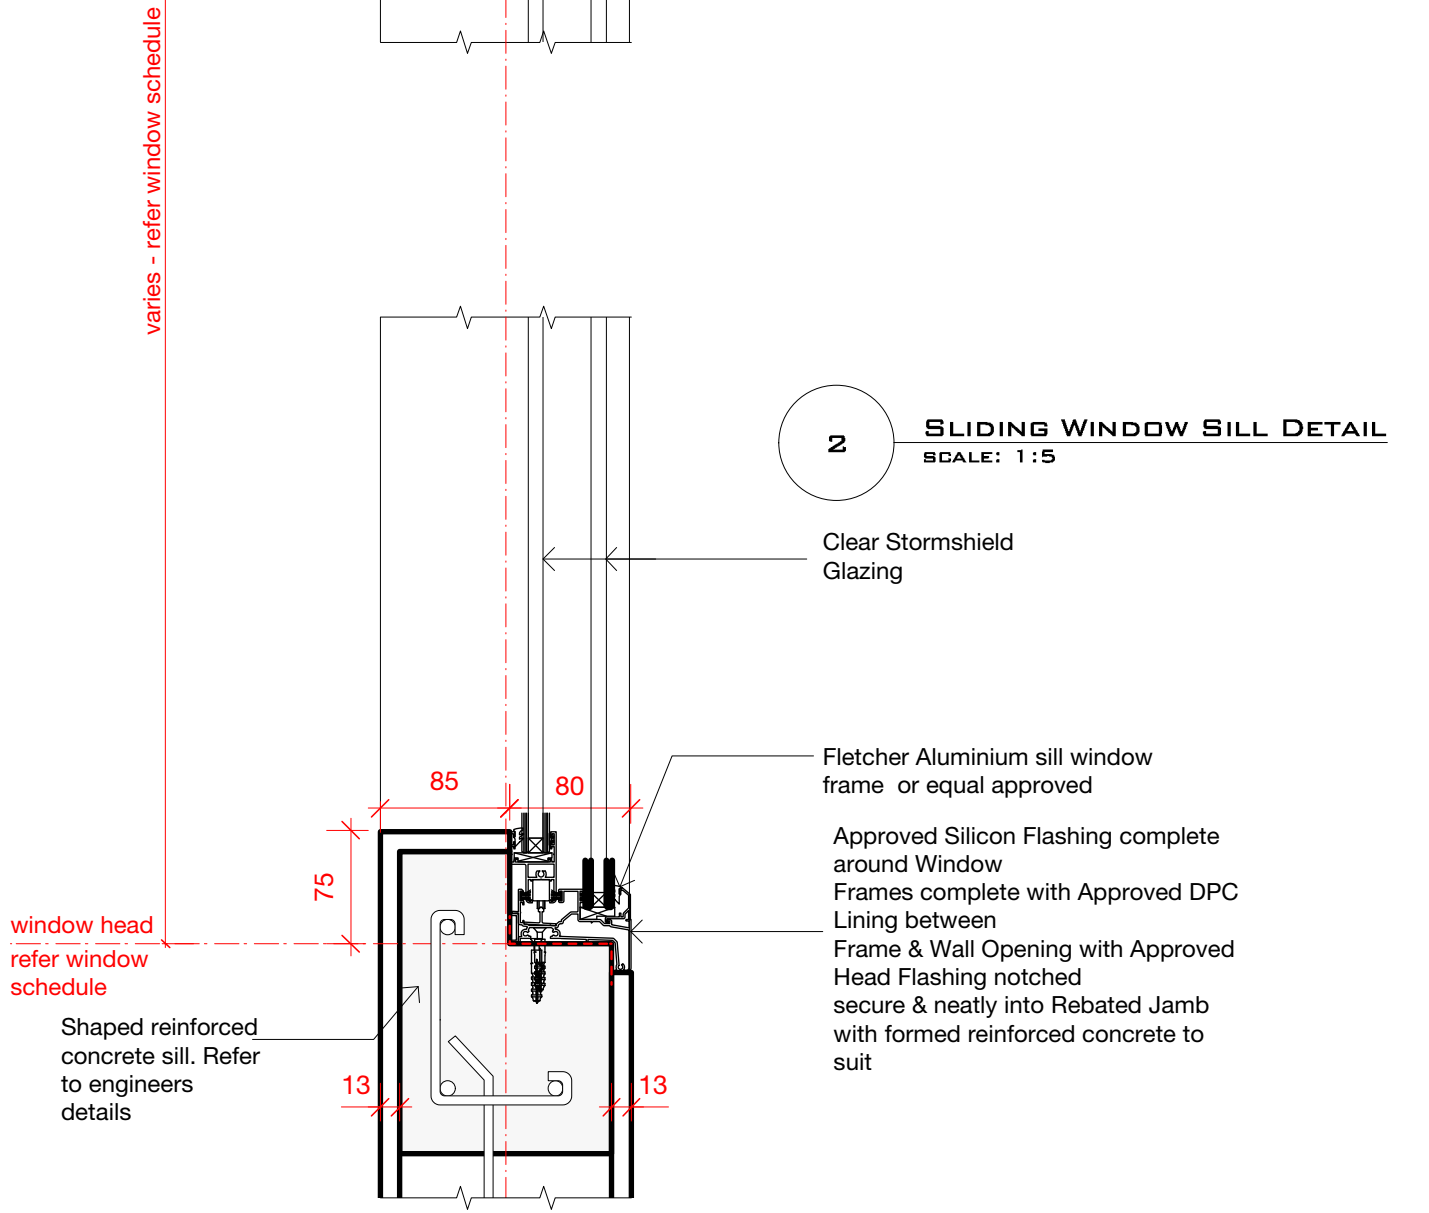 varies - refer window schedule
2
SLIDING WINDOW SILL DETAIL
SCALE: 1:5
Clear Stormshield
Glazing
Fletcher Aluminium sill window
frame  or equal approved
85
80
Approved Silicon Flashing complete
around Window
Frames complete with Approved DPC
Lining between
Frame & Wall Opening with Approved
Head Flashing notched
secure & neatly into Rebated Jamb
with formed reinforced concrete to
suit
75
window head
refer window
schedule
Shaped reinforced
concrete sill. Refer
to engineers
details
13
13